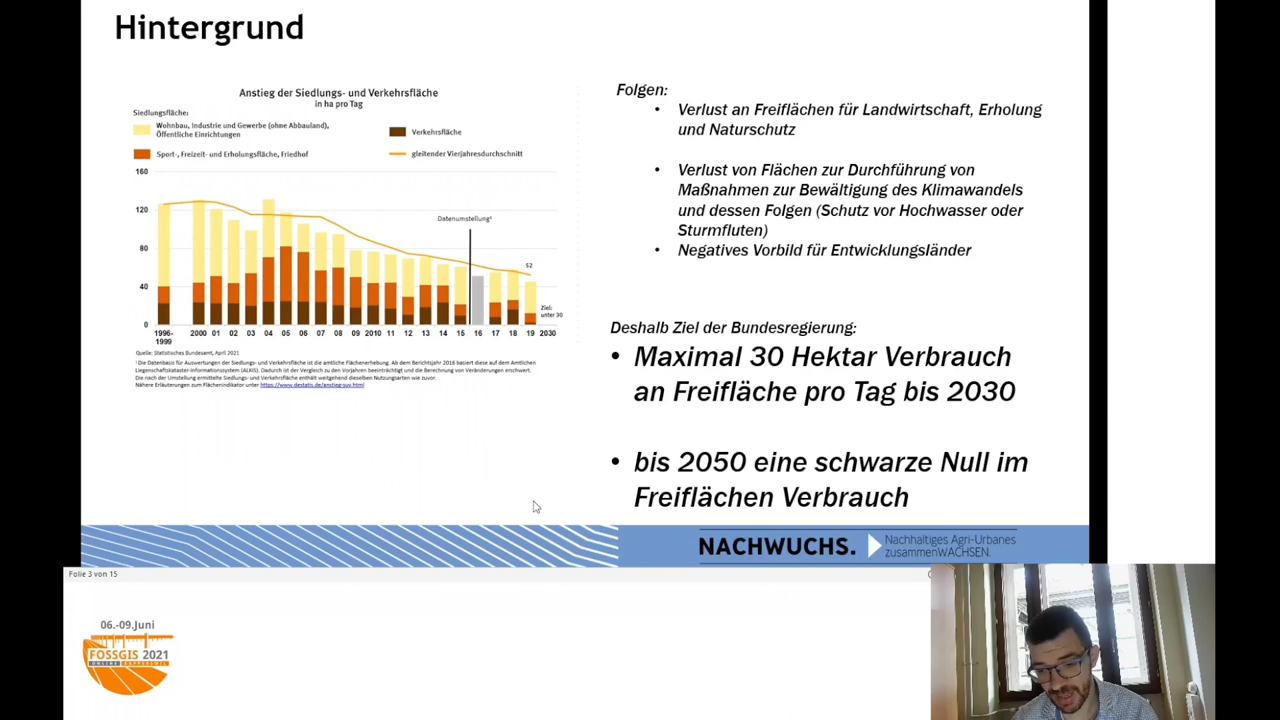 Hintergrund
Anstieg der Siedlungs- und Verkehrsfläche
in ha pro Tag
Siedlungsfläche:
Wohnbau, Industrie und Gewerbe (ohne Abbauland),
Öffentliche Einrichtungen
Verkehrsfläche
Sport-, Freizeit- und Erholungsfläche, Friedhof
gleitender Vierjahresdurchschnitt
160
120
80
40
0
Datenumstellung¹
52
Ziel:
unter 30
1996-
1999
2000 01 02 03 04 05 06 07 08 09 2010 11 12 13 14 15 16 17 18 19 2030
Quelle: Statistisches Bundesamt, April 2021
¹ Die Datenbasis für Auswertungen der Siedlungs- und Verkehrsfläche ist die amtliche Flächenerhebung. Ab dem Berichtsjahr 2016 basiert diese auf dem Amtlichen
Liegenschaftskataster-Informationssystem (ALKIS). Dadurch ist der Vergleich zu den Vorjahren beeinträchtigt und die Berechnung von Veränderungen erschwert.
Die nach der Umstellung ermittelte Siedlungs- und Verkehrsfläche enthält weitgehend dieselben Nutzungsarten wie zuvor.
Nähere Erläuterungen zum Flächenindikator unter https://www.destatis.de/anstieg-suv.html
Folgen:
• Verlust an Freiflächen für Landwirtschaft, Erholung
und Naturschutz
• Verlust von Flächen zur Durchführung von
Maßnahmen zur Bewältigung des Klimawandels
und dessen Folgen (Schutz vor Hochwasser oder
Sturmfluten)
• Negatives Vorbild für Entwicklungsländer
Deshalb Ziel der Bundesregierung:
• Maximal 30 Hektar Verbrauch
an Freifläche pro Tag bis 2030
• bis 2050 eine schwarze Null im
Freiflächen Verbrauch
NACHWUCHS.
Nachhaltiges Agri-Urbanes
zusammenWACHSEN.
Folie 3 von 15
06.-09.Juni
FOSSGIS 2021
ONLINE RAPPERSWIL